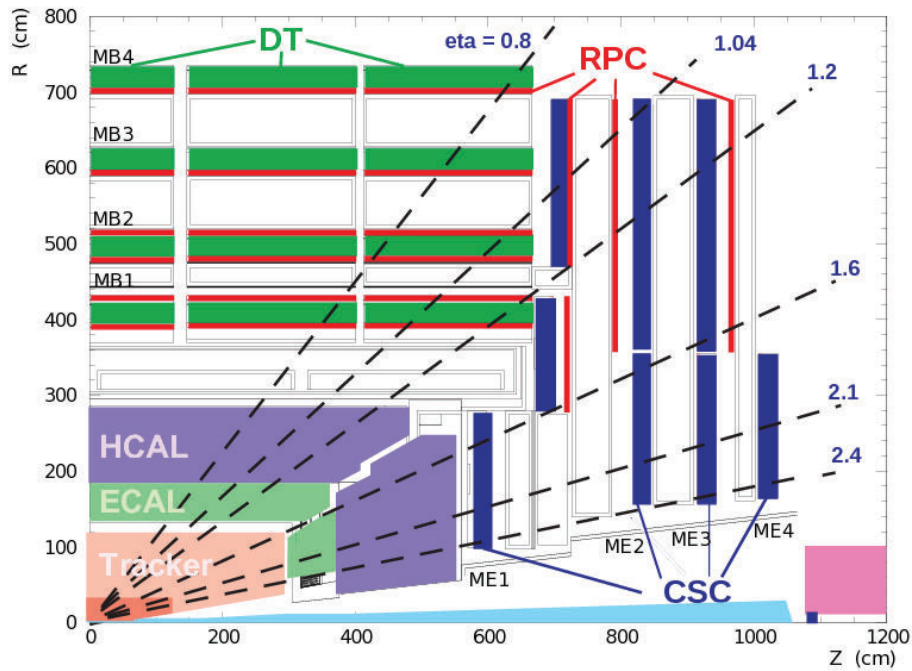 R (cm)
800
700
600
500
400
300
200
100
0
MB4
MB3
MB2
MB1
DT
eta = 0.8
RPC
1.04
1.2
1.6
2.1
2.4
HCAL
ECAL
Tracker
ME1
ME2
ME3
ME4
CSC
0
200
400
600
800
1000
1200
Z (cm)